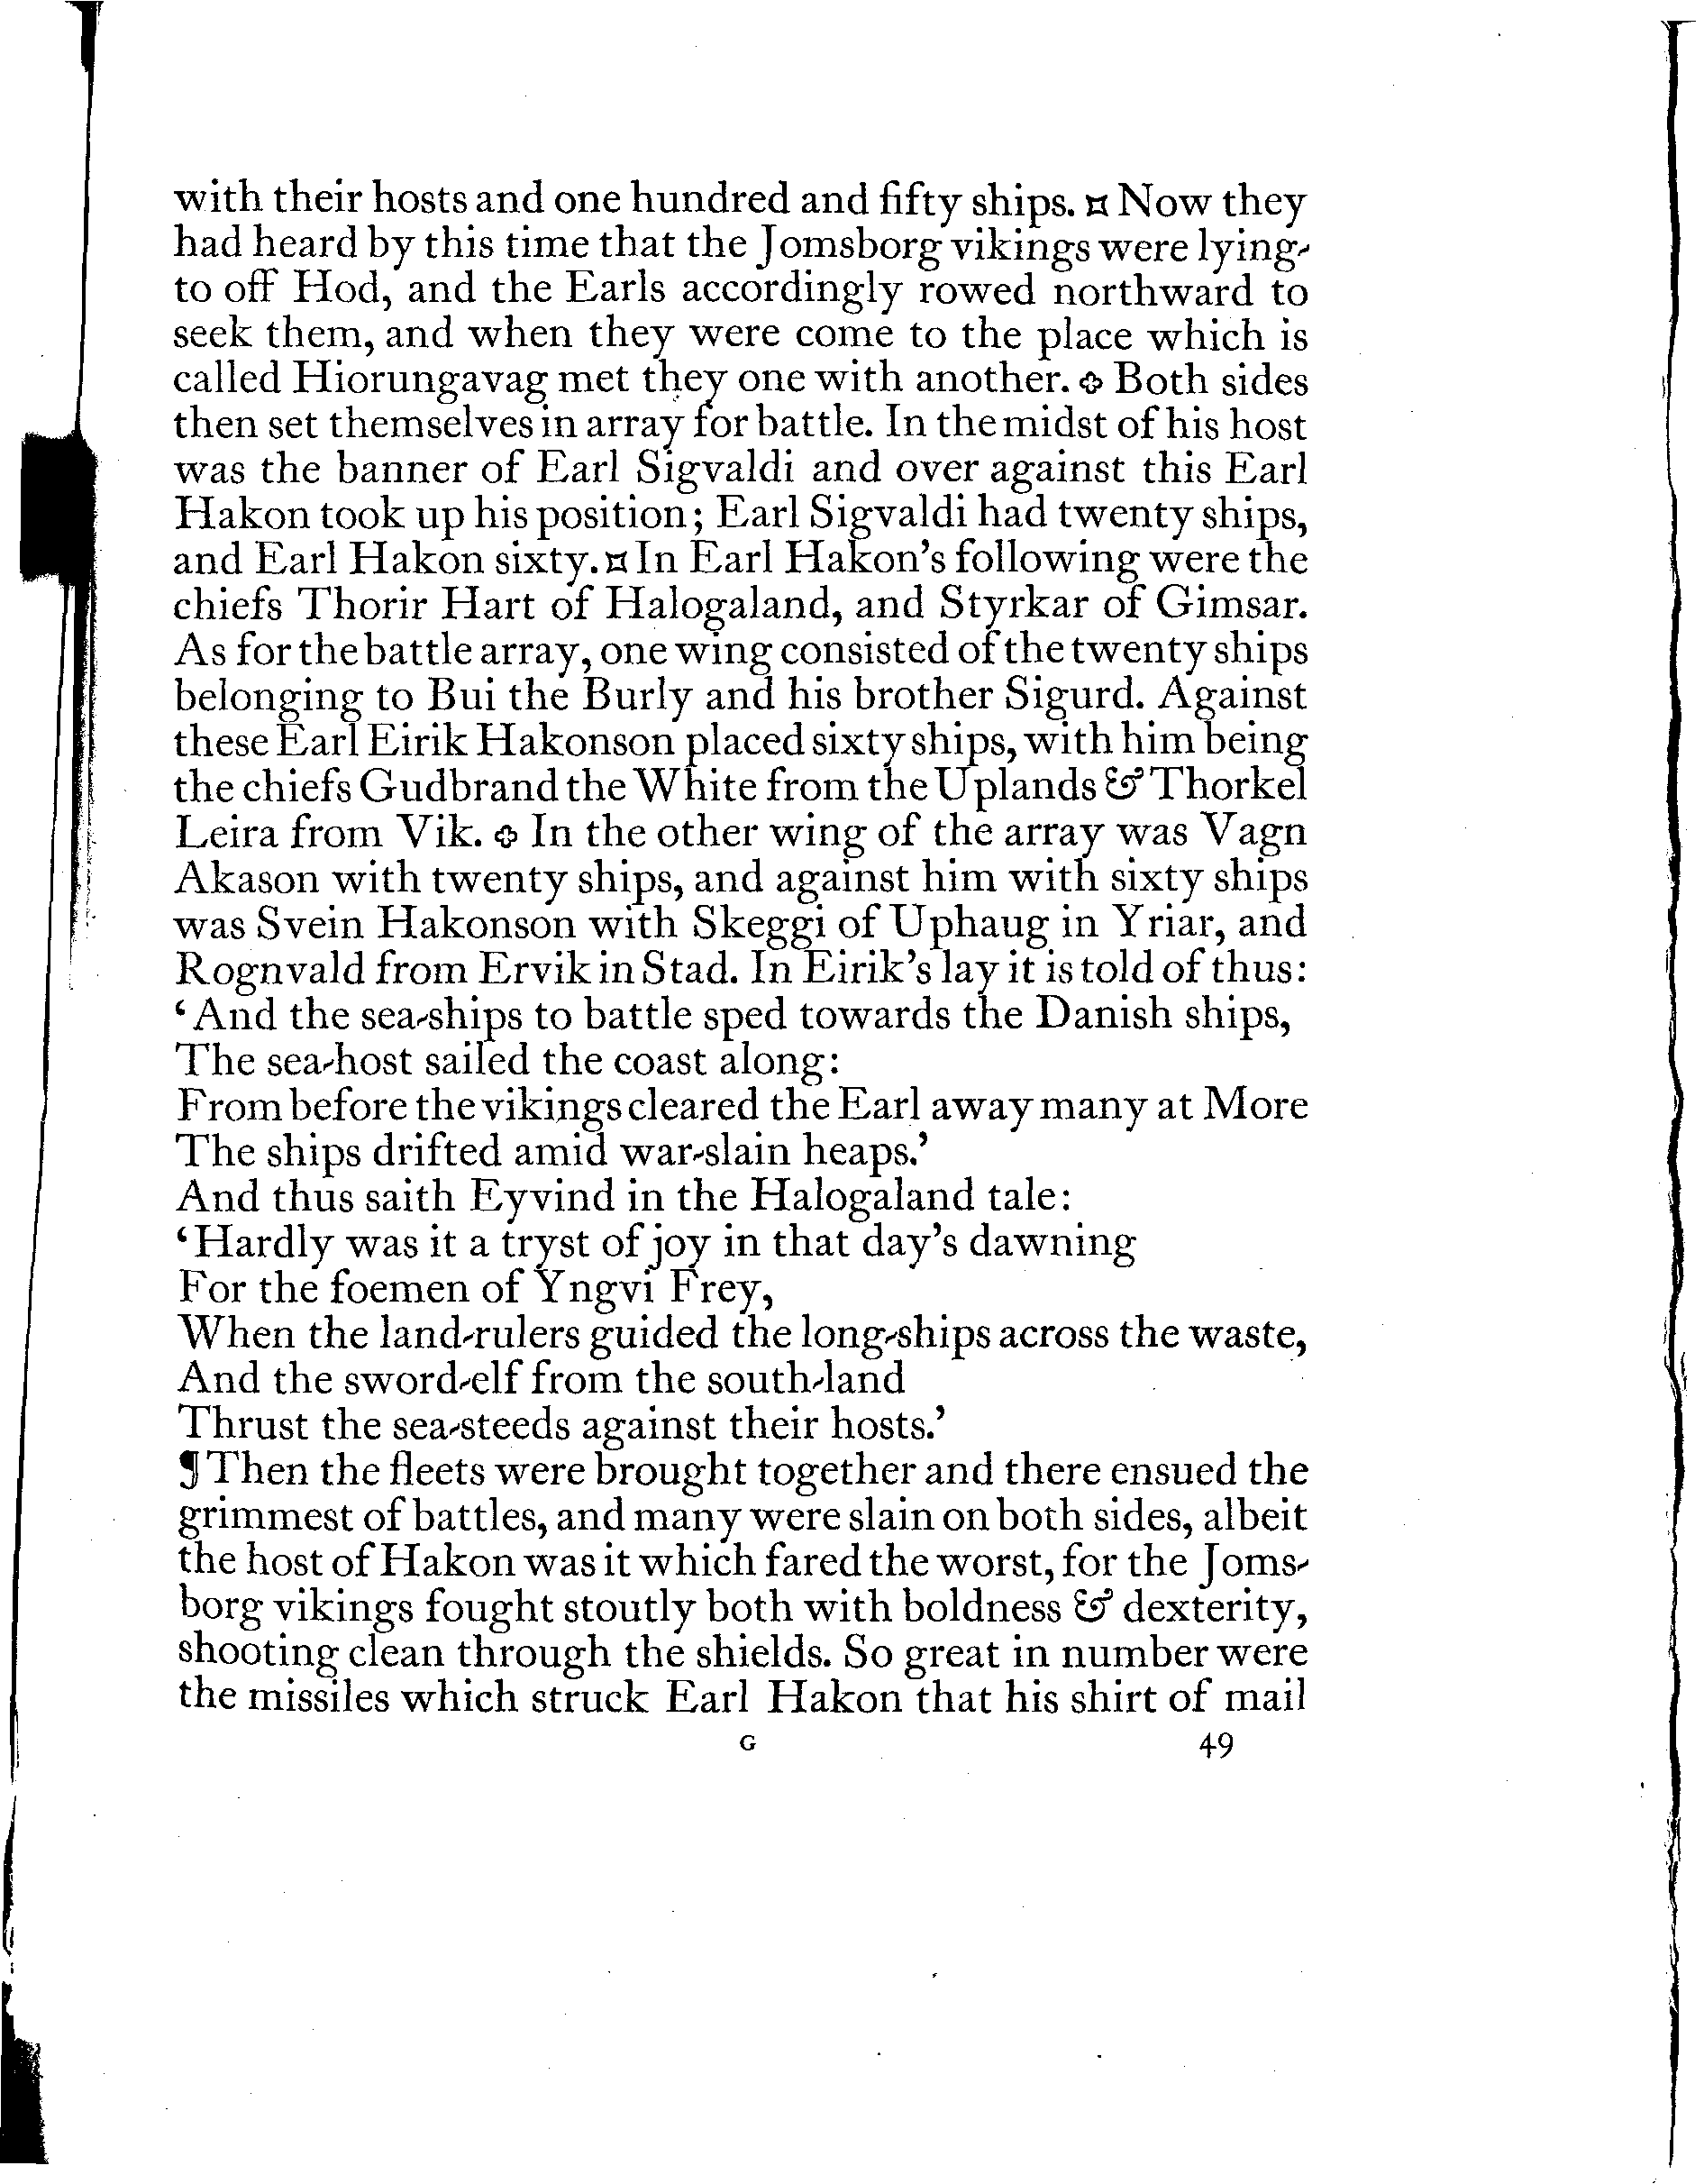 with their hosts and one hundred and fifty ships. ¤ Now they
had heard by this time that the Jomsborg vikings were lying-
to off Hod, and the Earls accordingly rowed northward to
seek them, and when they were come to the place which is
called Hiorungavag met they one with another. ✥ Both sides
then set themselves in array for battle. In the midst of his host
was the banner of Earl Sigvaldi and over against this Earl
Hakon took up his position; Earl Sigvaldi had twenty ships,
and Earl Hakon sixty. ¤ In Earl Hakon's following were the
chiefs Thorir Hart of Halogaland, and Styrkar of Gimsar.
As for the battle array, one wing consisted of the twenty ships
belonging to Bui the Burly and his brother Sigurd. Against
these Earl Eirik Hakonson placed sixty ships, with him being
the chiefs Gudbrand the White from the Uplands & Thorkel
Leira from Vik. ✥ In the other wing of the array was Vagn
Akason with twenty ships, and against him with sixty ships
was Svein Hakonson with Skeggi of Uphaug in Yriar, and
Rognvald from Ervik in Stad. In Eirik's lay it is told of thus:
‘And the sea-ships to battle sped towards the Danish ships,
The sea-host sailed the coast along:
From before the vikings cleared the Earl away many at More
The ships drifted amid war-slain heaps.’
And thus saith Eyvind in the Halogaland tale:
‘Hardly was it a tryst of joy in that day's dawning
For the foemen of Yngvi Frey,
When the land-rulers guided the long-ships across the waste,
And the sword-elf from the south-land
Thrust the sea-steeds against their hosts.’
¶ Then the fleets were brought together and there ensued the
grimmest of battles, and many were slain on both sides, albeit
the host of Hakon was it which fared the worst, for the Joms-
borg vikings fought stoutly both with boldness & dexterity,
shooting clean through the shields. So great in number were
the missiles which struck Earl Hakon that his shirt of mail
G 49